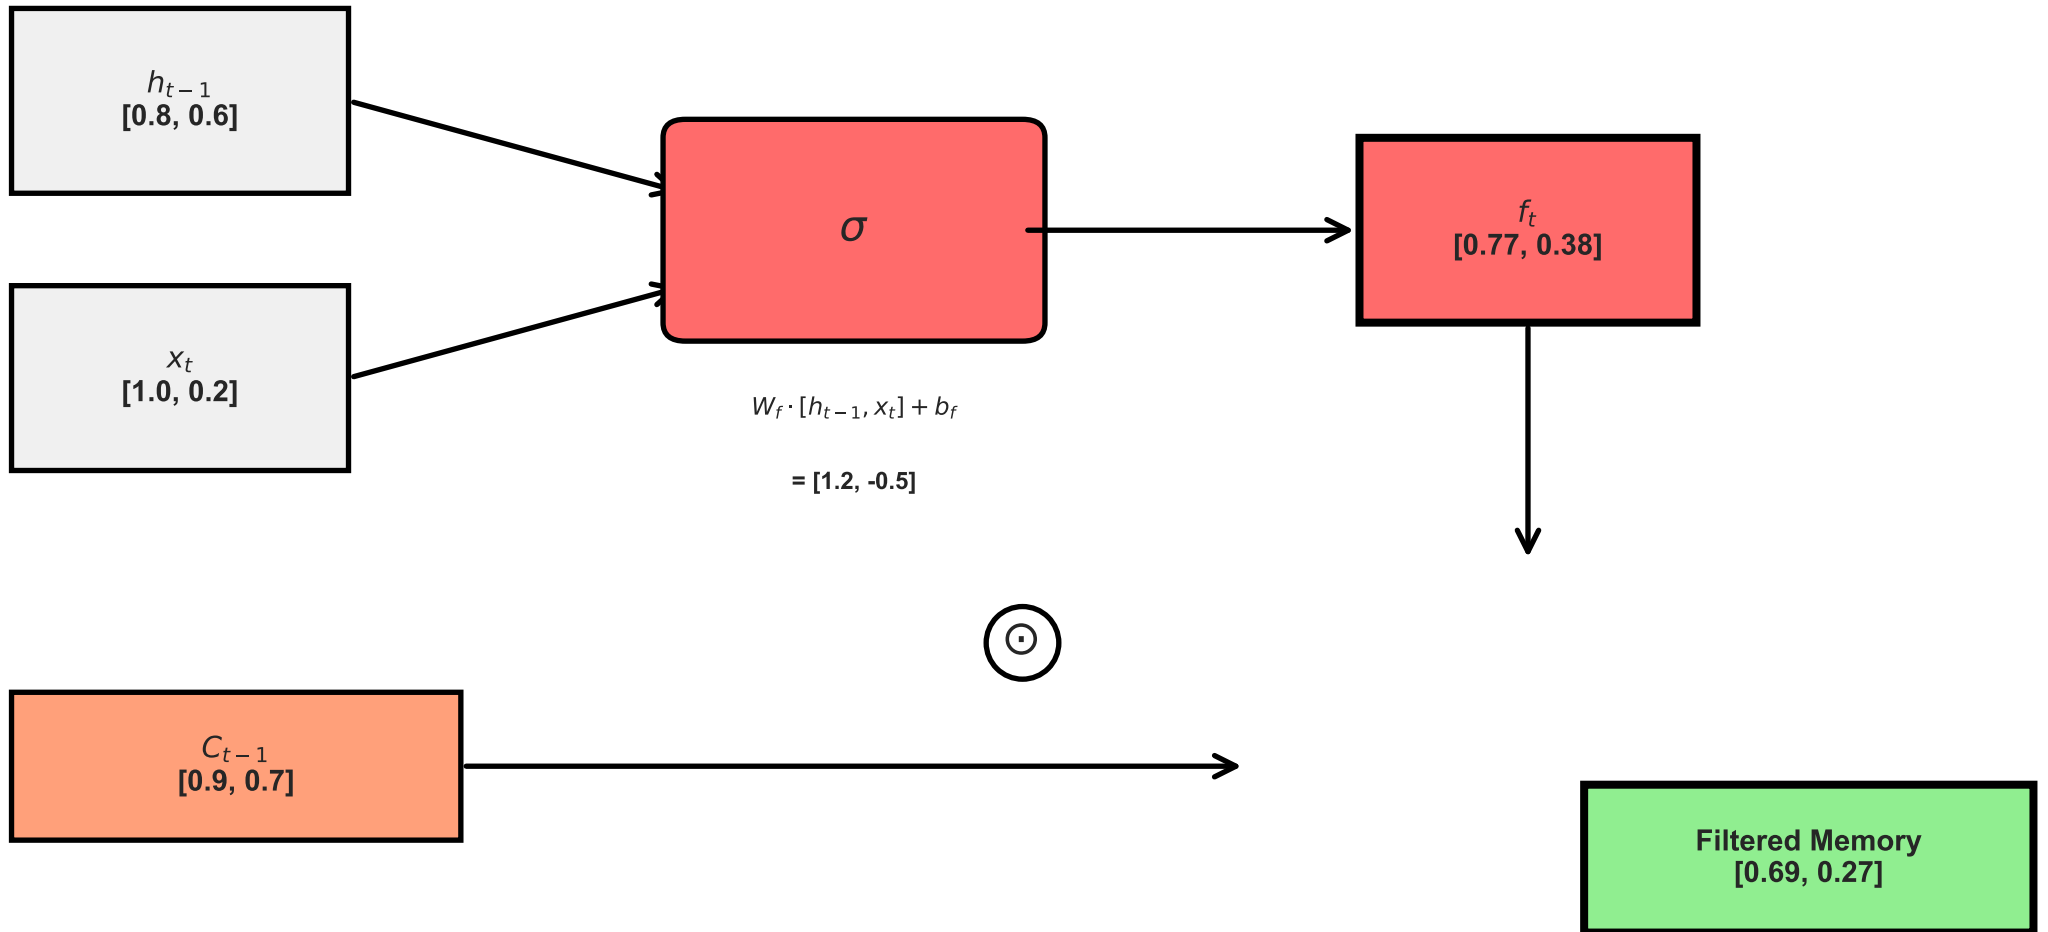 h_{t-1}
[0.8, 0.6]
x_t
[1.0, 0.2]
σ
W_f · [h_{t-1}, x_t] + b_f
= [1.2, -0.5]
f_t
[0.77, 0.38]
⊙
C_{t-1}
[0.9, 0.7]
Filtered Memory
[0.69, 0.27]